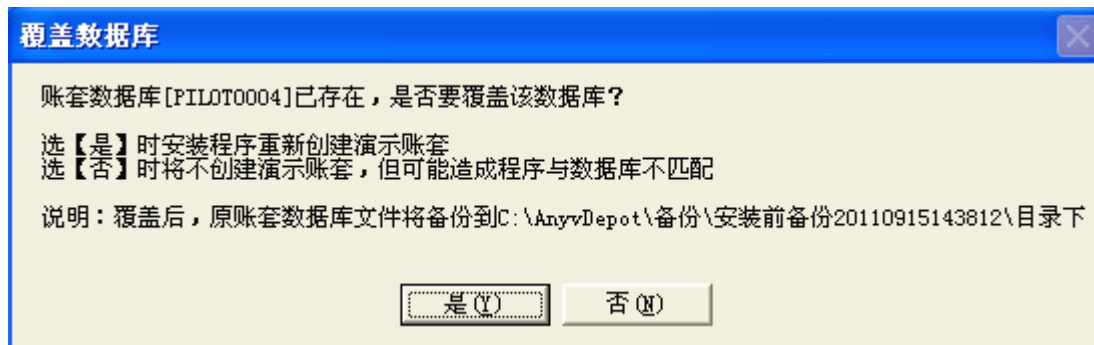 覆盖数据库
账套数据库[PILOT0004]已存在，是否要覆盖该数据库？
选【是】时安装程序重新创建演示账套
选【否】时将不创建演示账套，但可能造成程序与数据库不匹配
说明：覆盖后，原账套数据库文件将备份到C:\AnyvDepot\备份\安装前备份20110915143812\目录下
是(Y) 否(N)